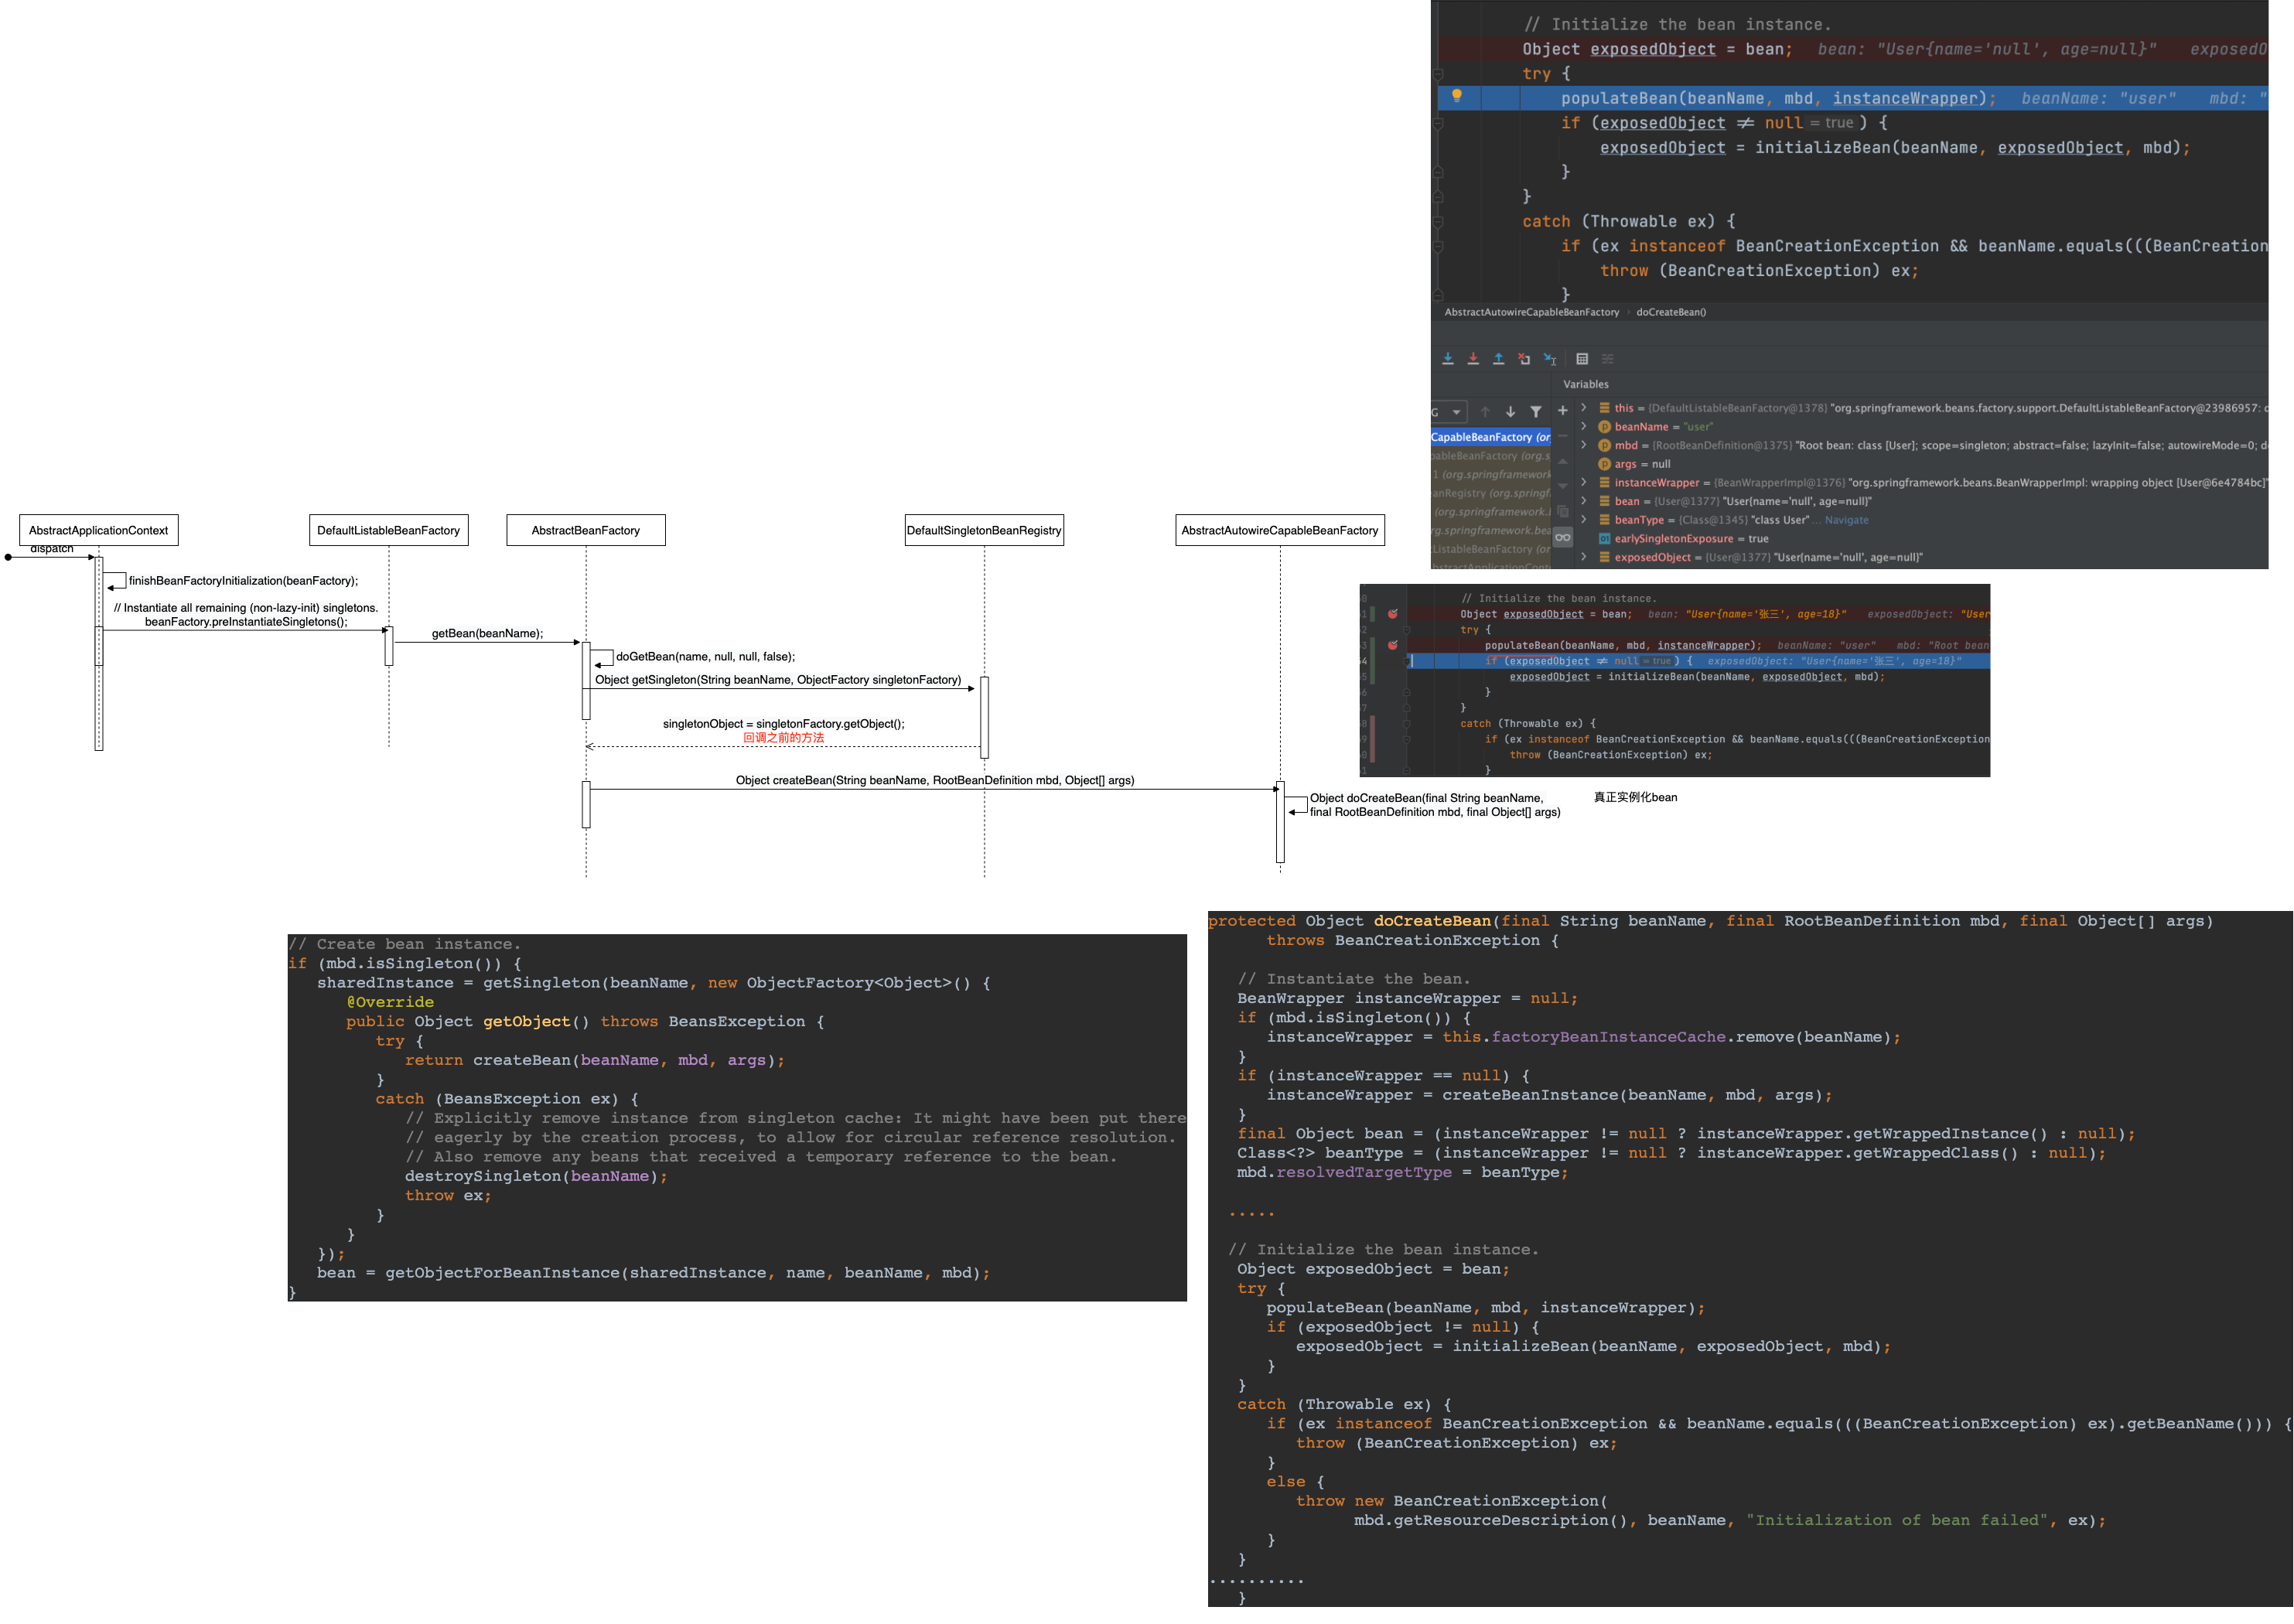 // Initialize the bean instance.
Object exposedObject = bean; bean: "User{name='null', age=null}" exposedO
try {
populateBean(beanName, mbd, instanceWrapper); beanName: "user" mbd: "
if (exposedObject ≠ null = true ) {
exposedObject = initializeBean(beanName, exposedObject, mbd);
}
}
catch (Throwable ex) {
if (ex instanceof BeanCreationException && beanName.equals(((BeanCreation
throw (BeanCreationException) ex;
}
AbstractAutowireCapableBeanFactory › doCreateBean()
Variables
this = {DefaultListableBeanFactory@1378} "org.springframework.beans.factory.support.DefaultListableBeanFactory@23986957: d
beanName = "user"
mbd = {RootBeanDefinition@1375} "Root bean: class [User]; scope=singleton; abstract=false; lazyInit=false; autowireMode=0; d
args = null
instanceWrapper = {BeanWrapperImpl@1376} "org.springframework.beans.BeanWrapperImpl: wrapping object [User@6e4784bc]"
bean = {User@1377} "User{name='null', age=null}"
beanType = {Class@1345} "class User" ... Navigate
earlySingletonExposure = true
exposedObject = {User@1377} "User{name='null', age=null}"
CapableBeanFactory (or
pableBeanFactory (org.s
1 (org.springframework
anRegistry (org.springf
(org.springframework.b
rg.springframework.bea
tListableBeanFactory (or
bstractApplicationConte
AbstractApplicationContext
DefaultListableBeanFactory
AbstractBeanFactory
DefaultSingletonBeanRegistry
AbstractAutowireCapableBeanFactory
dispatch
finishBeanFactoryInitialization(beanFactory);
// Instantiate all remaining (non-lazy-init) singletons.
beanFactory.preInstantiateSingletons();
getBean(beanName);
doGetBean(name, null, null, false);
Object getSingleton(String beanName, ObjectFactory singletonFactory)
singletonObject = singletonFactory.getObject();
回调之前的方法
Object createBean(String beanName, RootBeanDefinition mbd, Object[] args)
Object doCreateBean(final String beanName,
final RootBeanDefinition mbd, final Object[] args)
真正实例化bean
// Initialize the bean instance.
Object exposedObject = bean; bean: "User{name='张三', age=18}" exposedObject: "User
try {
populateBean(beanName, mbd, instanceWrapper); beanName: "user" mbd: "Root bean
if (exposedObject ≠ null = true ) { exposedObject: "User{name='张三', age=18}"
exposedObject = initializeBean(beanName, exposedObject, mbd);
}
}
catch (Throwable ex) {
if (ex instanceof BeanCreationException && beanName.equals(((BeanCreationException
throw (BeanCreationException) ex;
}
// Create bean instance.
if (mbd.isSingleton()) {
sharedInstance = getSingleton(beanName, new ObjectFactory<Object>() {
@Override
public Object getObject() throws BeansException {
try {
return createBean(beanName, mbd, args);
}
catch (BeansException ex) {
// Explicitly remove instance from singleton cache: It might have been put there
// eagerly by the creation process, to allow for circular reference resolution.
// Also remove any beans that received a temporary reference to the bean.
destroySingleton(beanName);
throw ex;
}
}
});
bean = getObjectForBeanInstance(sharedInstance, name, beanName, mbd);
}
protected Object doCreateBean(final String beanName, final RootBeanDefinition mbd, final Object[] args)
throws BeanCreationException {
// Instantiate the bean.
BeanWrapper instanceWrapper = null;
if (mbd.isSingleton()) {
instanceWrapper = this.factoryBeanInstanceCache.remove(beanName);
}
if (instanceWrapper == null) {
instanceWrapper = createBeanInstance(beanName, mbd, args);
}
final Object bean = (instanceWrapper != null ? instanceWrapper.getWrappedInstance() : null);
Class<?> beanType = (instanceWrapper != null ? instanceWrapper.getWrappedClass() : null);
mbd.resolvedTargetType = beanType;
.....
// Initialize the bean instance.
Object exposedObject = bean;
try {
populateBean(beanName, mbd, instanceWrapper);
if (exposedObject != null) {
exposedObject = initializeBean(beanName, exposedObject, mbd);
}
}
catch (Throwable ex) {
if (ex instanceof BeanCreationException && beanName.equals(((BeanCreationException) ex).getBeanName())) {
throw (BeanCreationException) ex;
}
else {
throw new BeanCreationException(
mbd.getResourceDescription(), beanName, "Initialization of bean failed", ex);
}
}
..........
}